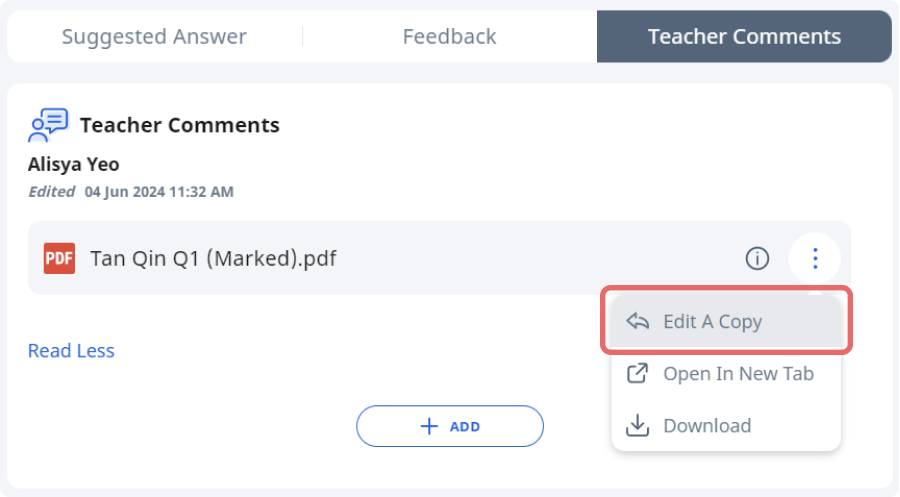 Suggested Answer
Feedback
Teacher Comments
Teacher Comments
Alisya Yeo
Edited 04 Jun 2024 11:32 AM
PDF Tan Qin Q1 (Marked).pdf
Edit A Copy
Read Less
Open In New Tab
ADD
Download